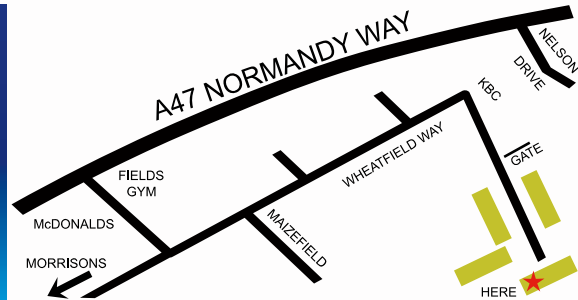 A47 NORMANDY WAY
NELSON
DRIVE
KBC
GATE
WHEATFIELD WAY
FIELDS
GYM
McDONALDS
MAIZEFIELD
MORRISONS
HERE